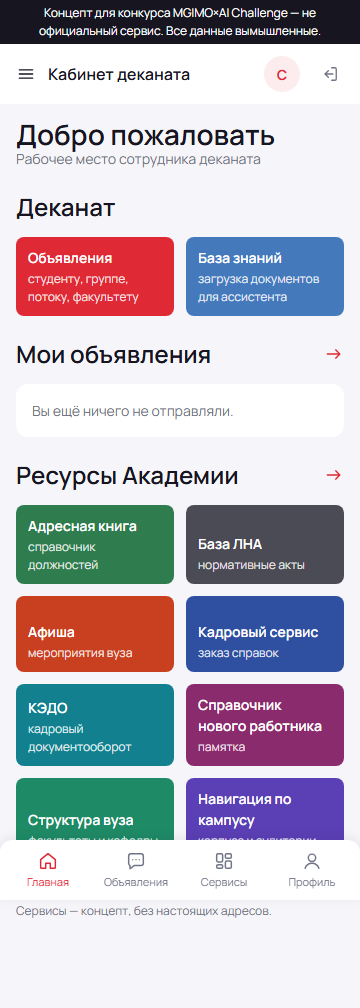 Концепт для конкурса MGIMO×AI Challenge — не
официальный сервис. Все данные вымышленные.
Кабинет деканата
С
Добро пожаловать
Рабочее место сотрудника деканата
Деканат
Объявления
студенту, группе,
потоку, факультету
База знаний
загрузка документов
для ассистента
Мои объявления
Вы ещё ничего не отправляли.
Ресурсы Академии
Адресная книга
справочник
должностей
База ЛНА
нормативные акты
Афиша
мероприятия вуза
Кадровый сервис
заказ справок
КЭДО
кадровый
документооборот
Справочник
нового работника
памятка
Структура вуза
Навигация по
кампусу
Главная
Объявления
Сервисы
Профиль
Сервисы — концепт, без настоящих адресов.